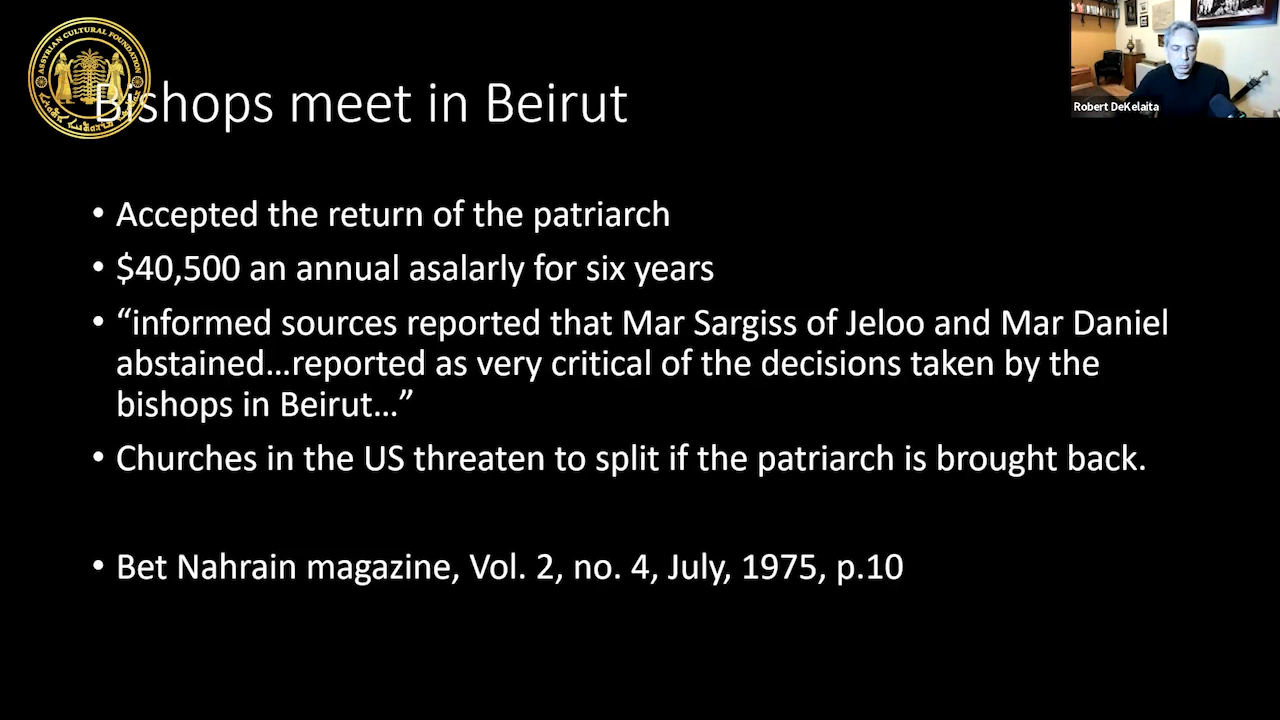 ASSYRIAN CULTURAL FOUNDATION
Bishops meet in Beirut
Robert DeKelaita
• Accepted the return of the patriarch
• $40,500 an annual asalarly for six years
• “informed sources reported that Mar Sargiss of Jeloo and Mar Daniel
abstained…reported as very critical of the decisions taken by the
bishops in Beirut…”
• Churches in the US threaten to split if the patriarch is brought back.
• Bet Nahrain magazine, Vol. 2, no. 4, July, 1975, p.10